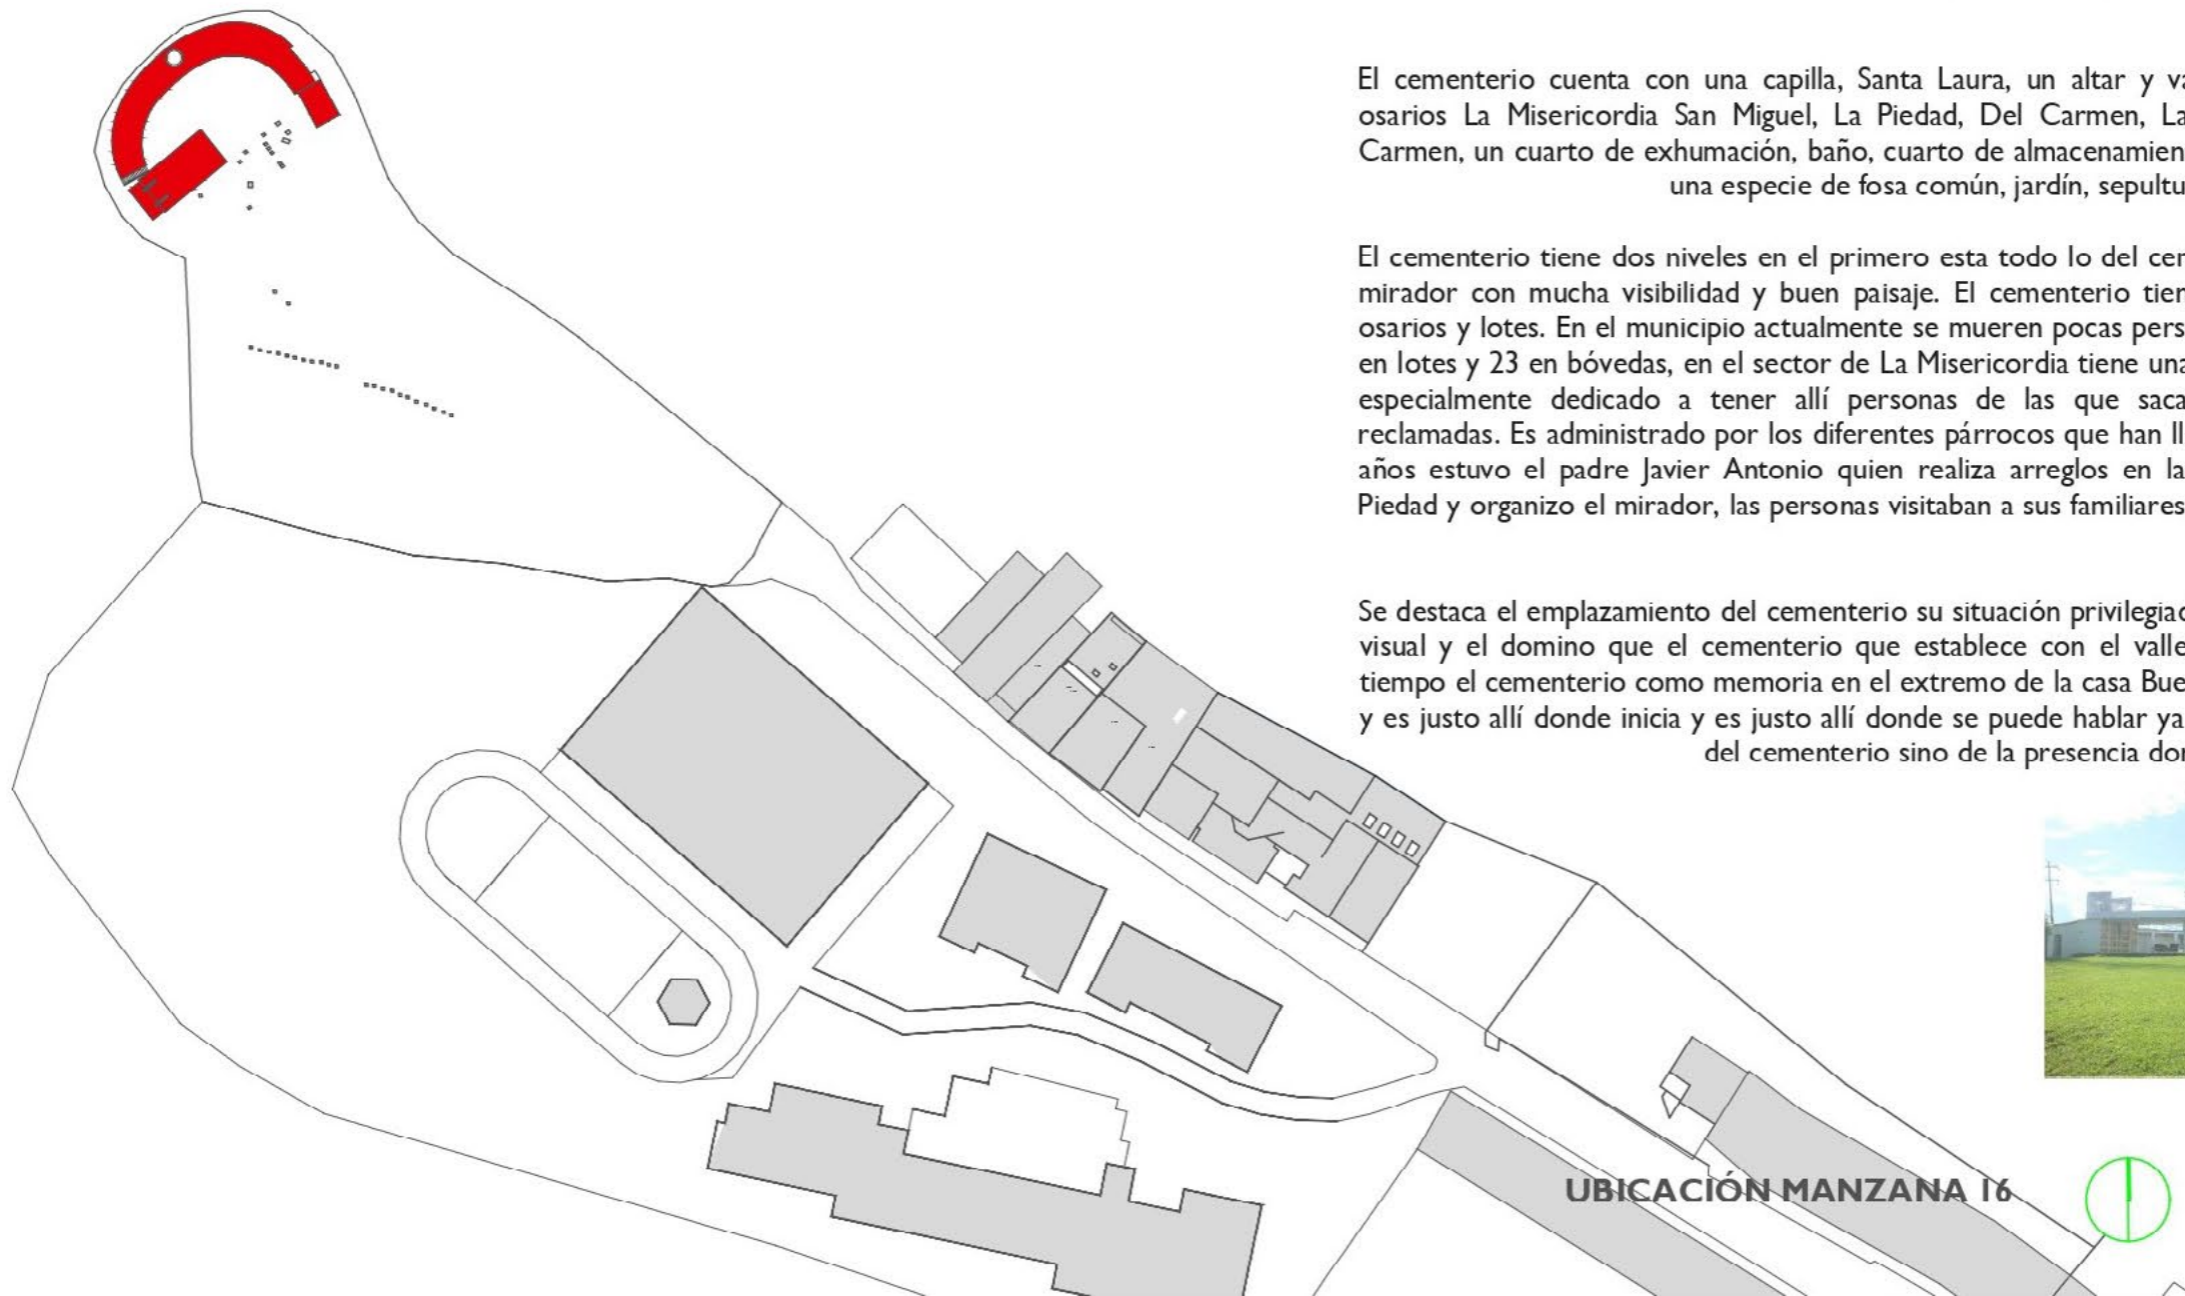 El cementerio cuenta con una capilla, Santa Laura, un altar y va
osarios La Misericordia San Miguel, La Piedad, Del Carmen, La
Carmen, un cuarto de exhumación, baño, cuarto de almacenamien
una especie de fosa común, jardín, sepultu
El cementerio tiene dos niveles en el primero esta todo lo del cer
mirador con mucha visibilidad y buen paisaje. El cementerio tien
osarios y lotes. En el municipio actualmente se mueren pocas pers
en lotes y 23 en bóvedas, en el sector de La Misericordia tiene una
especialmente dedicado a tener allí personas de las que saca
reclamadas. Es administrado por los diferentes párrocos que han ll
años estuvo el padre Javier Antonio quien realiza arreglos en la
Piedad y organizo el mirador, las personas visitaban a sus familiares
Se destaca el emplazamiento del cementerio su situación privilegiad
visual y el domino que el cementerio que establece con el valle
tiempo el cementerio como memoria en el extremo de la casa Bue
y es justo allí donde inicia y es justo allí donde se puede hablar ya
del cementerio sino de la presencia dor
UBICACIÓN MANZANA 16